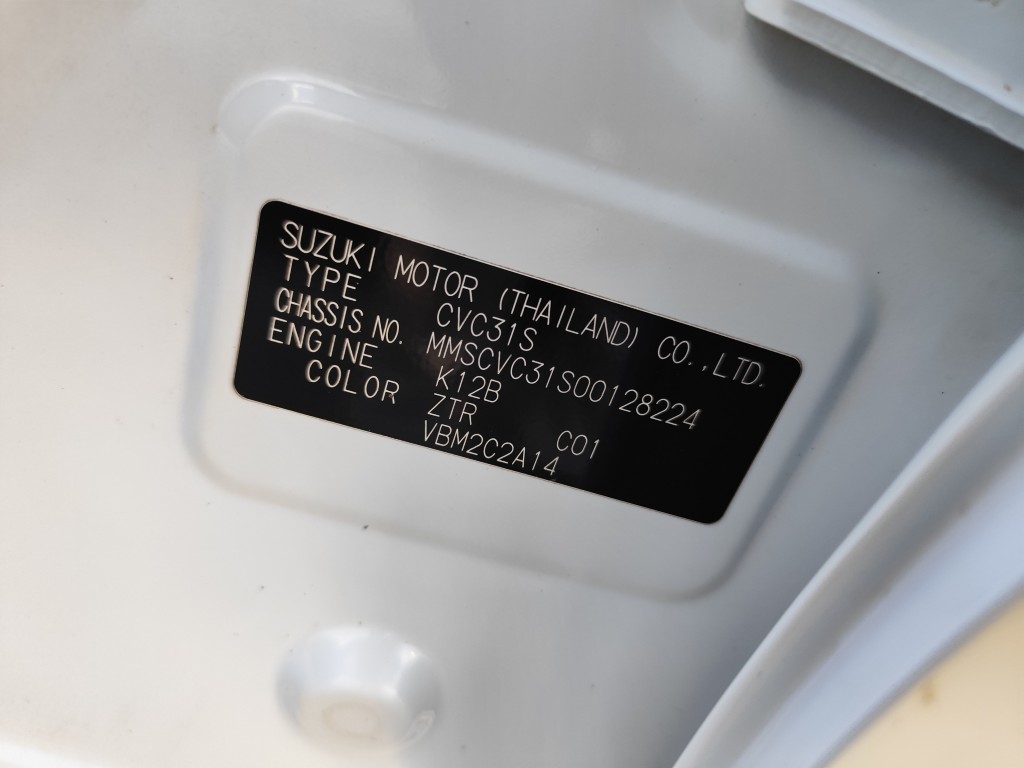 SUZUKI MOTOR (THAILAND) CO.,LTD.
TYPE CVC31S
CHASSIS NO. MMSCVC31S00128224
ENGINE K12B
COLOR ZTR C01
VBM2C2A14